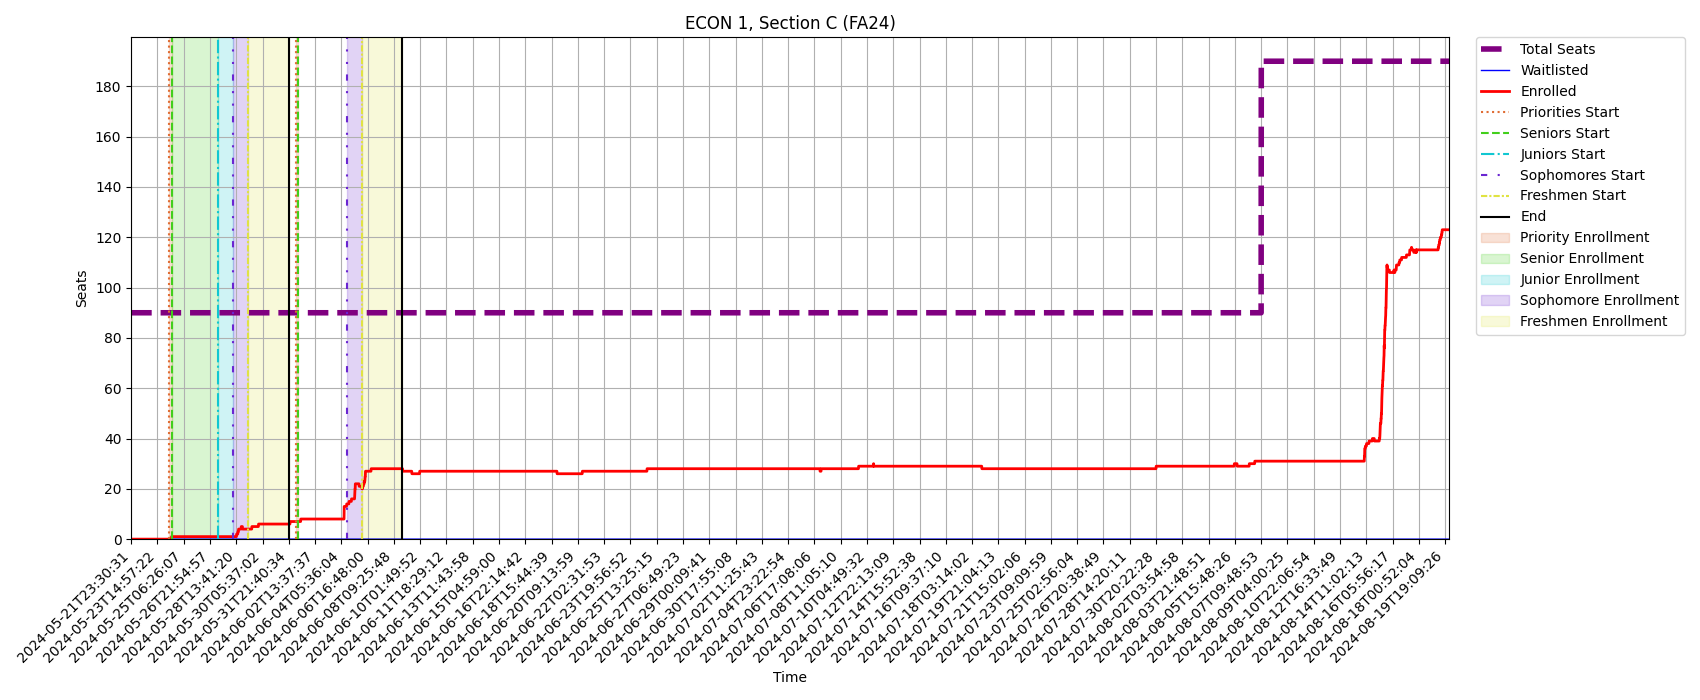 ECON 1, Section C (FA24)
Seats
180
160
140
120
100
80
60
40
20
0
2024-05-21T23:30:31
2024-05-23T14:57:22
2024-05-25T06:26:07
2024-05-26T21:54:57
2024-05-28T13:41:20
2024-05-30T05:37:02
2024-05-31T21:40:34
2024-06-02T13:37:37
2024-06-04T05:36:04
2024-06-06T16:48:00
2024-06-08T09:25:48
2024-06-10T01:49:52
2024-06-11T18:29:12
2024-06-13T11:43:58
2024-06-15T04:59:00
2024-06-16T22:14:42
2024-06-18T15:44:39
2024-06-20T09:13:59
2024-06-22T02:31:53
2024-06-23T19:56:52
2024-06-25T13:25:15
2024-06-27T06:49:23
2024-06-29T00:09:41
2024-06-30T17:55:08
2024-07-02T11:25:43
2024-07-04T23:22:54
2024-07-06T17:08:06
2024-07-08T11:05:10
2024-07-10T04:49:32
2024-07-12T22:13:09
2024-07-14T15:52:38
2024-07-16T09:37:10
2024-07-18T03:14:02
2024-07-19T21:04:13
2024-07-21T15:02:06
2024-07-23T09:09:59
2024-07-25T02:56:04
2024-07-26T20:38:49
2024-07-28T14:20:11
2024-07-30T20:22:28
2024-08-02T03:54:58
2024-08-03T21:48:51
2024-08-05T15:48:26
2024-08-07T09:48:53
2024-08-09T04:00:25
2024-08-10T22:06:54
2024-08-12T16:33:49
2024-08-14T11:02:13
2024-08-16T05:56:17
2024-08-18T00:52:04
2024-08-19T19:09:26
Time
Total Seats
Waitlisted
Enrolled
Priorities Start
Seniors Start
Juniors Start
Sophomores Start
Freshmen Start
End
Priority Enrollment
Senior Enrollment
Junior Enrollment
Sophomore Enrollment
Freshmen Enrollment